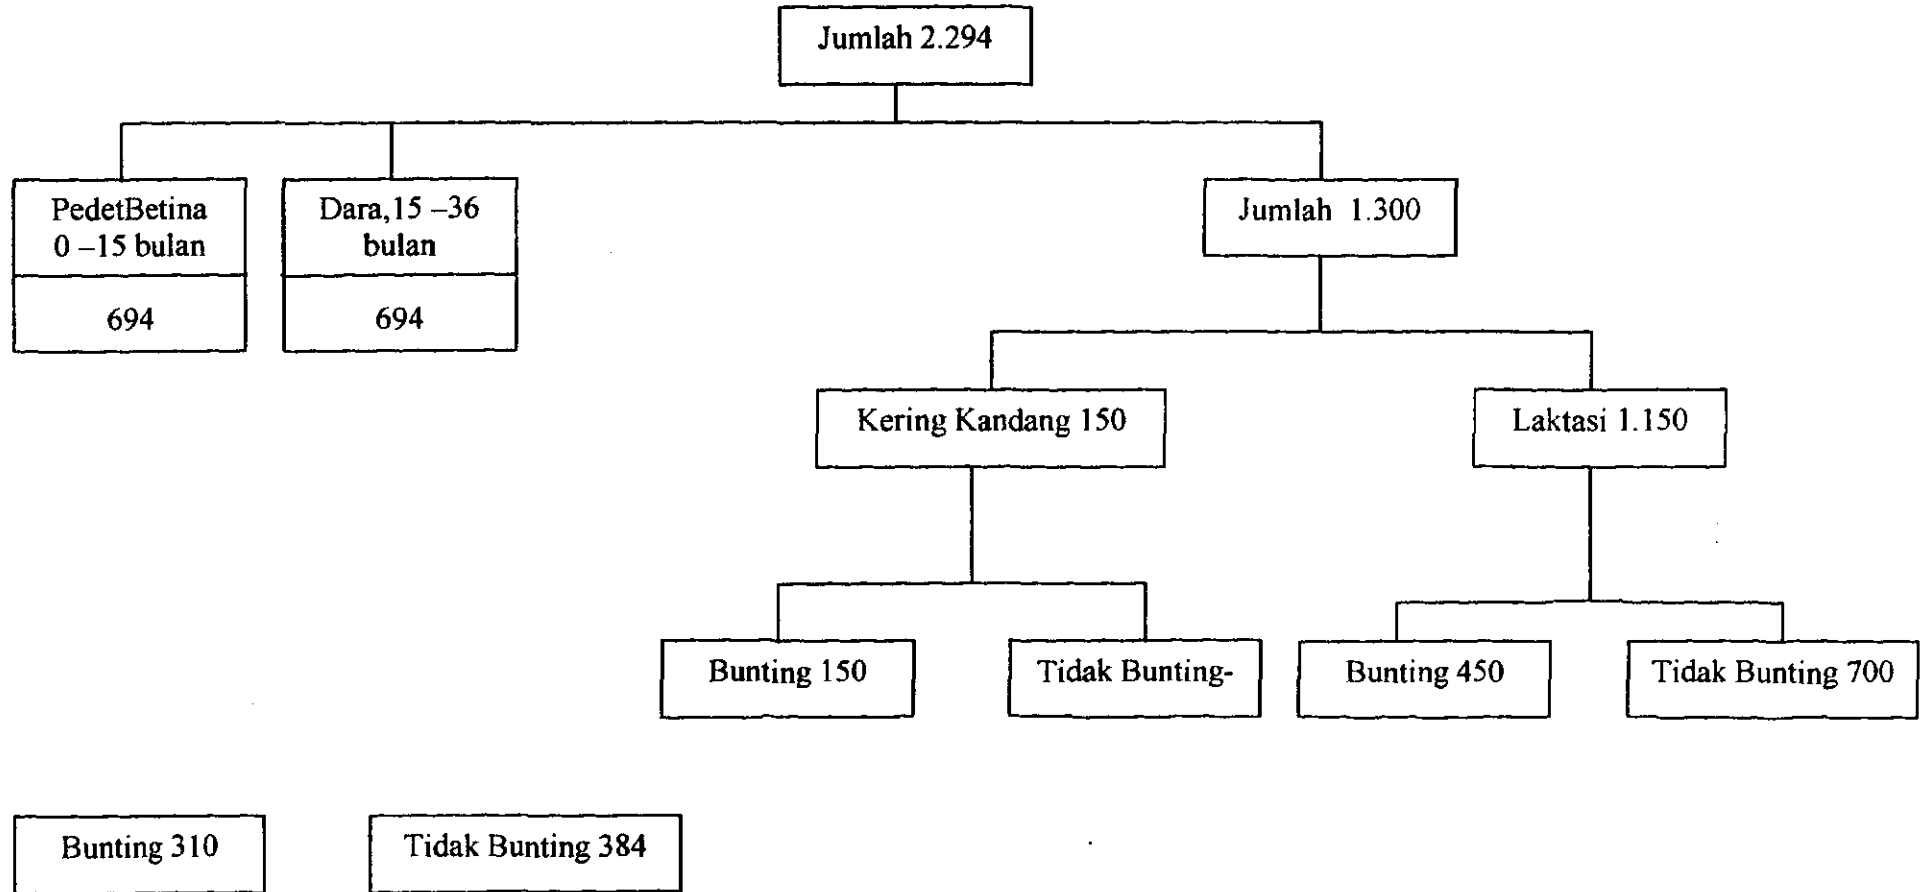 Jumlah 2.294
PedetBetina
0 –15 bulan
694
Dara,15 –36
bulan
694
Jumlah 1.300
Kering Kandang 150
Laktasi 1.150
Bunting 150
Tidak Bunting-
Bunting 450
Tidak Bunting 700
Bunting 310
Tidak Bunting 384